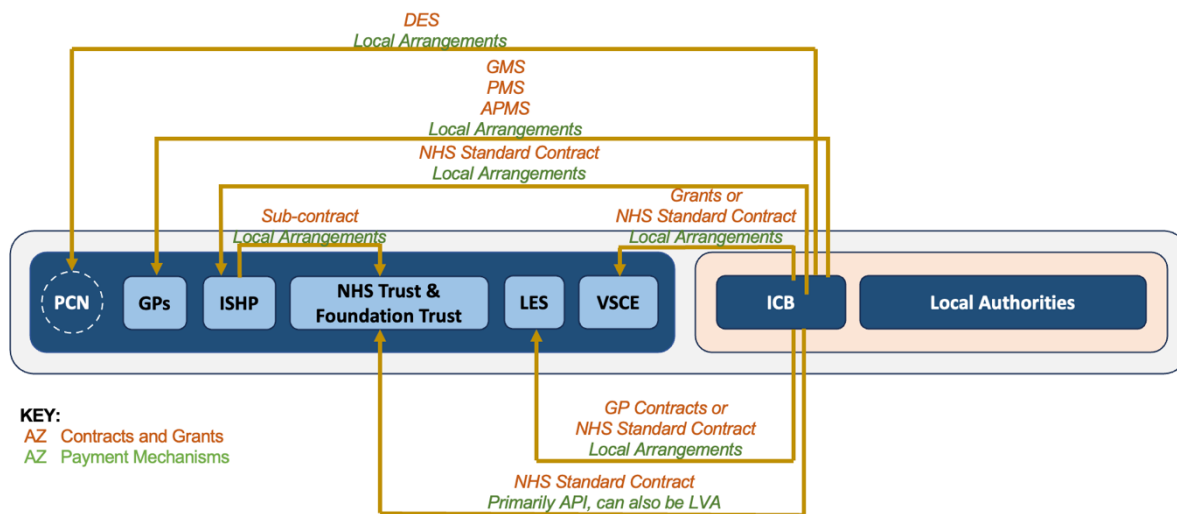 DES
Local Arrangements
GMS
PMS
APMS
Local Arrangements
NHS Standard Contract
Local Arrangements
Grants or
NHS Standard Contract
Local Arrangements
Sub-contract
Local Arrangements
PCN
GPs
ISHP
NHS Trust &
Foundation Trust
LES
VSCE
ICB
Local Authorities
GP Contracts or
NHS Standard Contract
Local Arrangements
NHS Standard Contract
Primarily API, can also be LVA
KEY:
AZ Contracts and Grants
AZ Payment Mechanisms